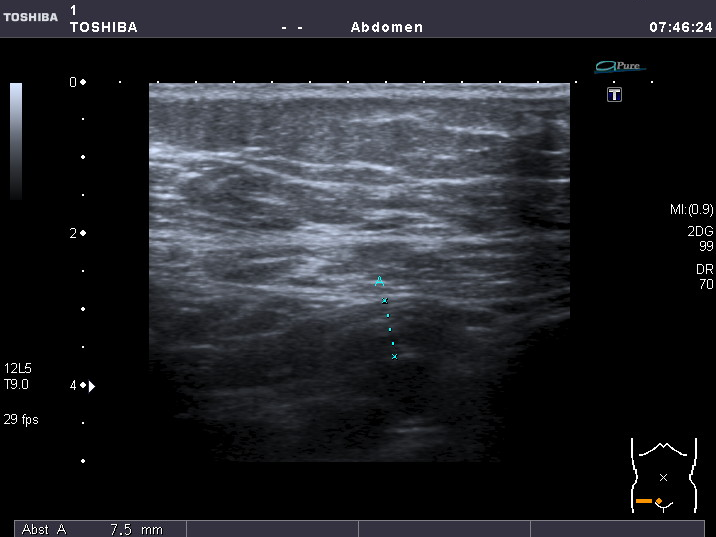 TOSHIBA
1
TOSHIBA
- -
Abdomen
07:46:24
0
Pure
T
MI:(0.9)
2
2DG
99
DR
70
A
12L5
T9.0
4
29 fps
Abst A 7.5 mm